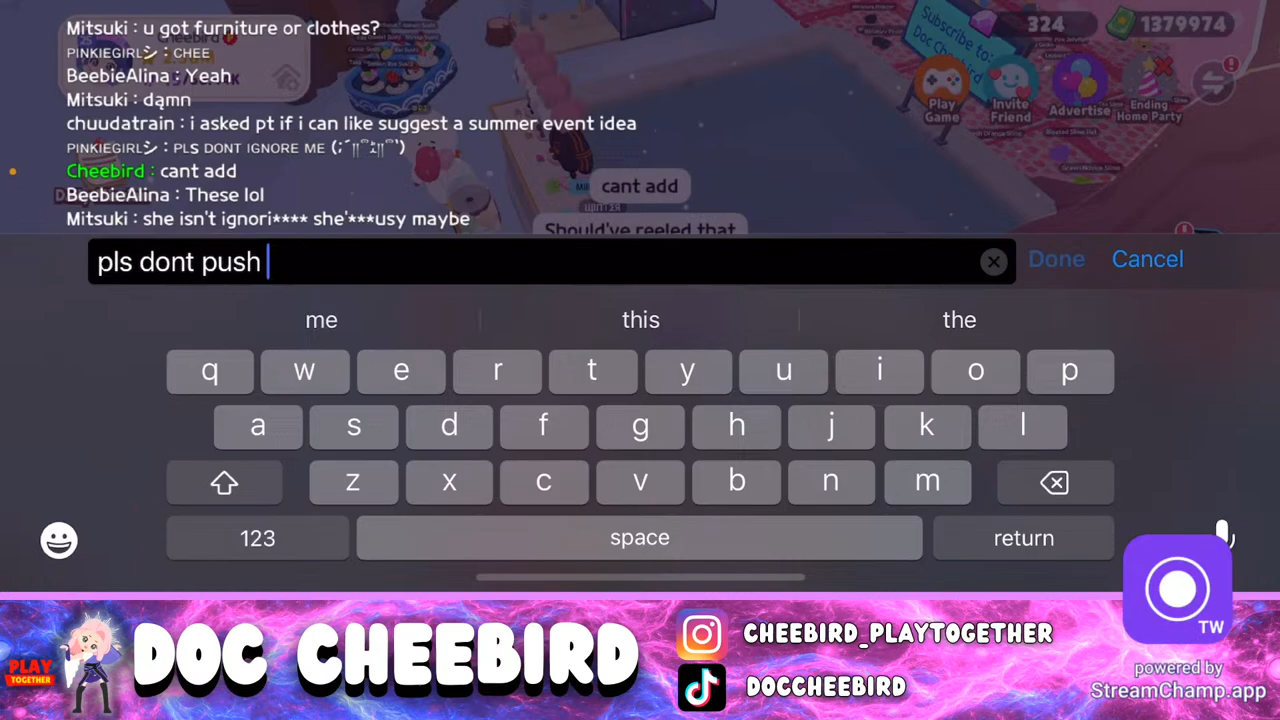 Mitsuki : u got furniture or clothes?
PINKIEGIRLシ : CHEE
BeebieAlina : Yeah
Mitsuki : dąmn
chuudatrain : i asked pt if i can like suggest a summer event idea
PINKIEGIRLシ : PLS DONT IGNORE ME
Cheebird : cant add
BeebieAlina : These lol
Mitsuki : she isn't ignori**** she'***usy maybe
cant add
Should've reeled that
Subscribe to:
Doc Cheebird
324
1379974
Play Game
Invite Friend
Advertise
Ending Home Party
pls dont push
Done
Cancel
me
this
the
q w e r t y u i o p
a s d f g h j k l
z x c v b n m
123
space
return
TW
PLAY
TOGETHER
DOC CHEEBIRD
CHEEBIRD_PLAYTOGETHER
DOCCHEEBIRD
powered by
StreamChamp.app